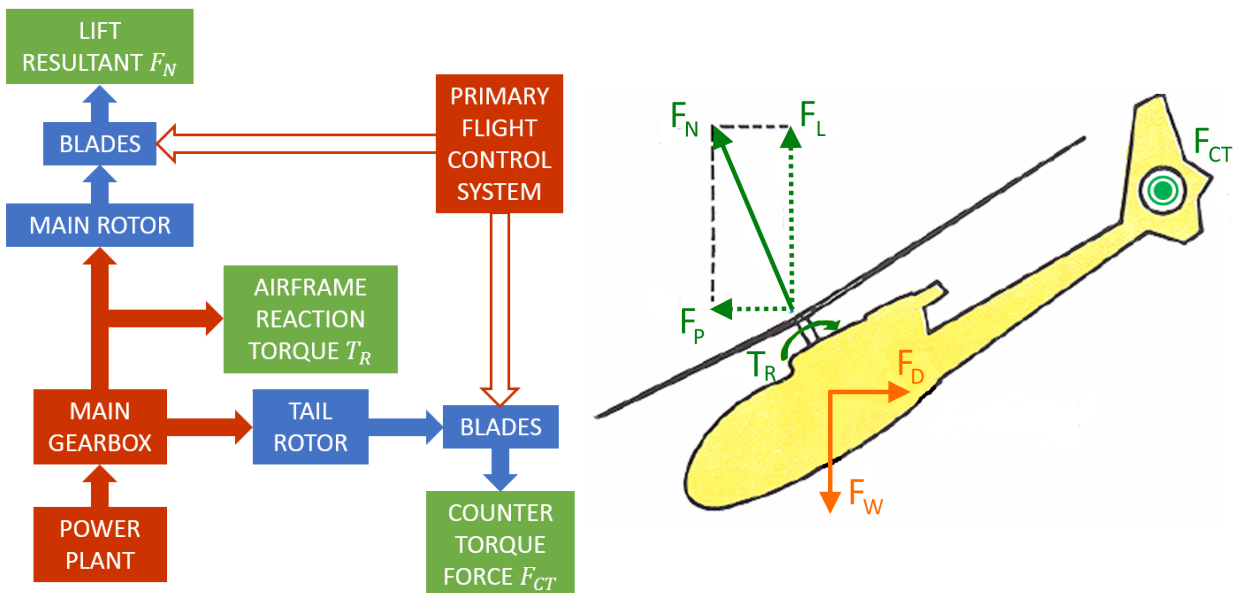 LIFT
RESULTANT F_N
BLADES
MAIN ROTOR
AIRFRAME
REACTION
TORQUE T_R
MAIN
GEARBOX
TAIL
ROTOR
BLADES
POWER
PLANT
COUNTER
TORQUE
FORCE F_CT
PRIMARY
FLIGHT
CONTROL
SYSTEM
F_N
F_L
F_CT
F_P
T_R
F_D
F_W